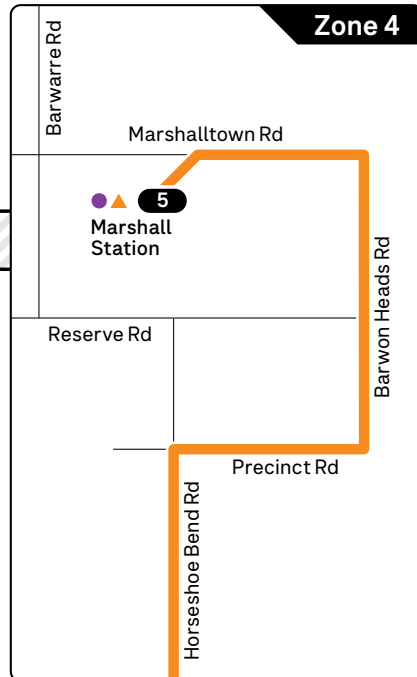 Zone 4
Barwarre Rd
Marshalltown Rd
5
Marshall
Station
Barwon Heads Rd
Reserve Rd
Precinct Rd
Horseshoe Bend Rd